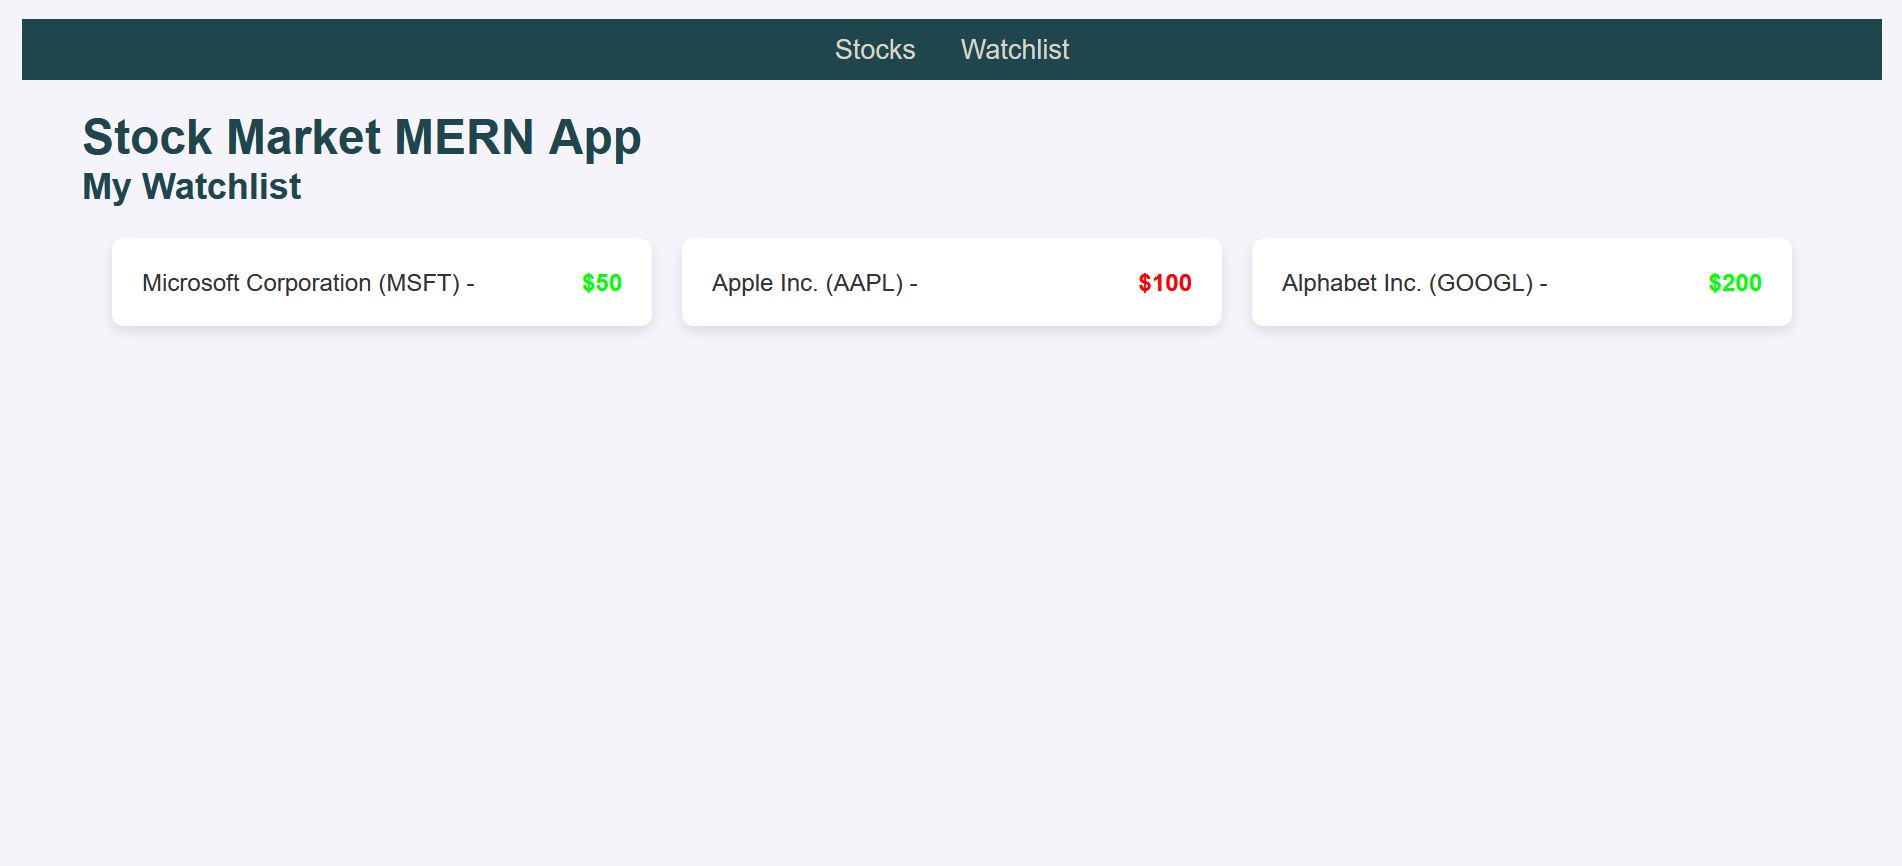 Stocks Watchlist
Stock Market MERN App
My Watchlist
Microsoft Corporation (MSFT) - $50
Apple Inc. (AAPL) - $100
Alphabet Inc. (GOOGL) - $200